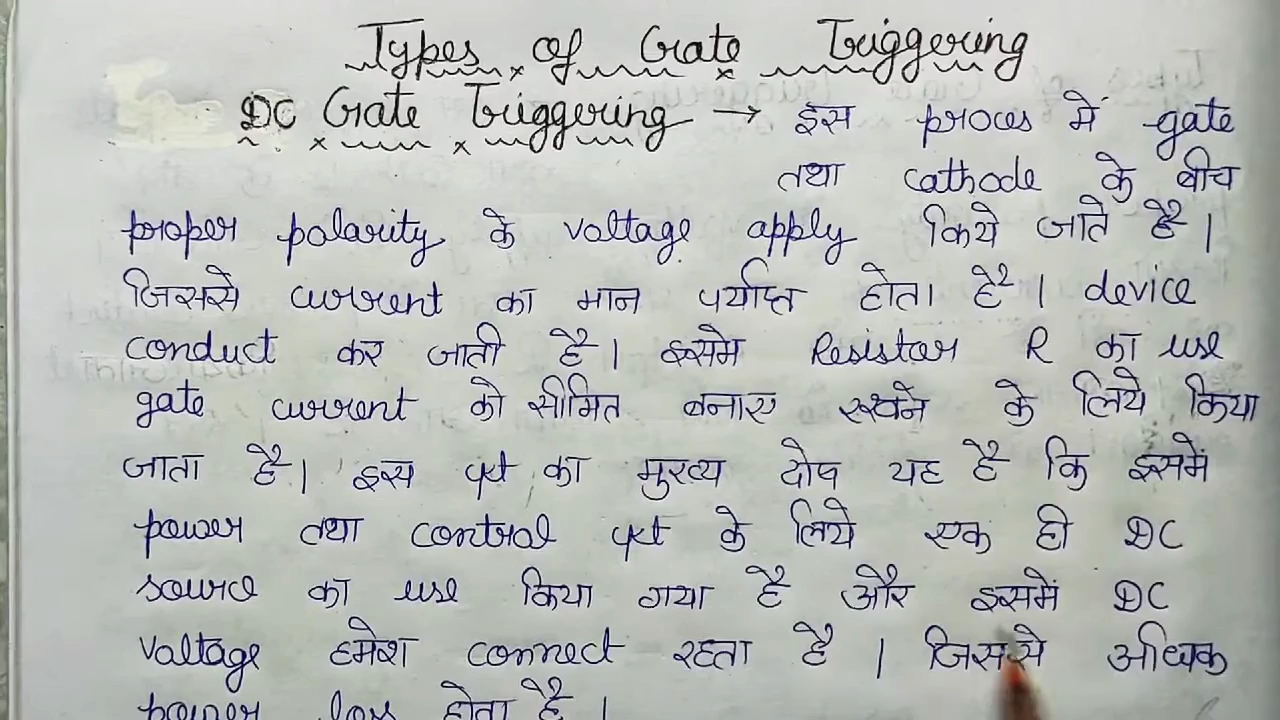 Types of Gate Triggering
DC Gate Triggering → इस proces में gate
तथा cathode के बीच
proper polarity के voltage apply किये जाते है।
जिससे current का मान पर्याप्त होता है। device
conduct कर जाती है। इसमे Resistor R का use
gate current को सीमित बनाए रखने के लिये किया
जाता है। इस ckt का मुख्य दोष यह है कि इसमें
power तथा control ckt के लिये एक ही DC
source का use किया गया है और इसमें DC
voltage हमेश connect रहता है। जिससे अधिक
power loss होता है।